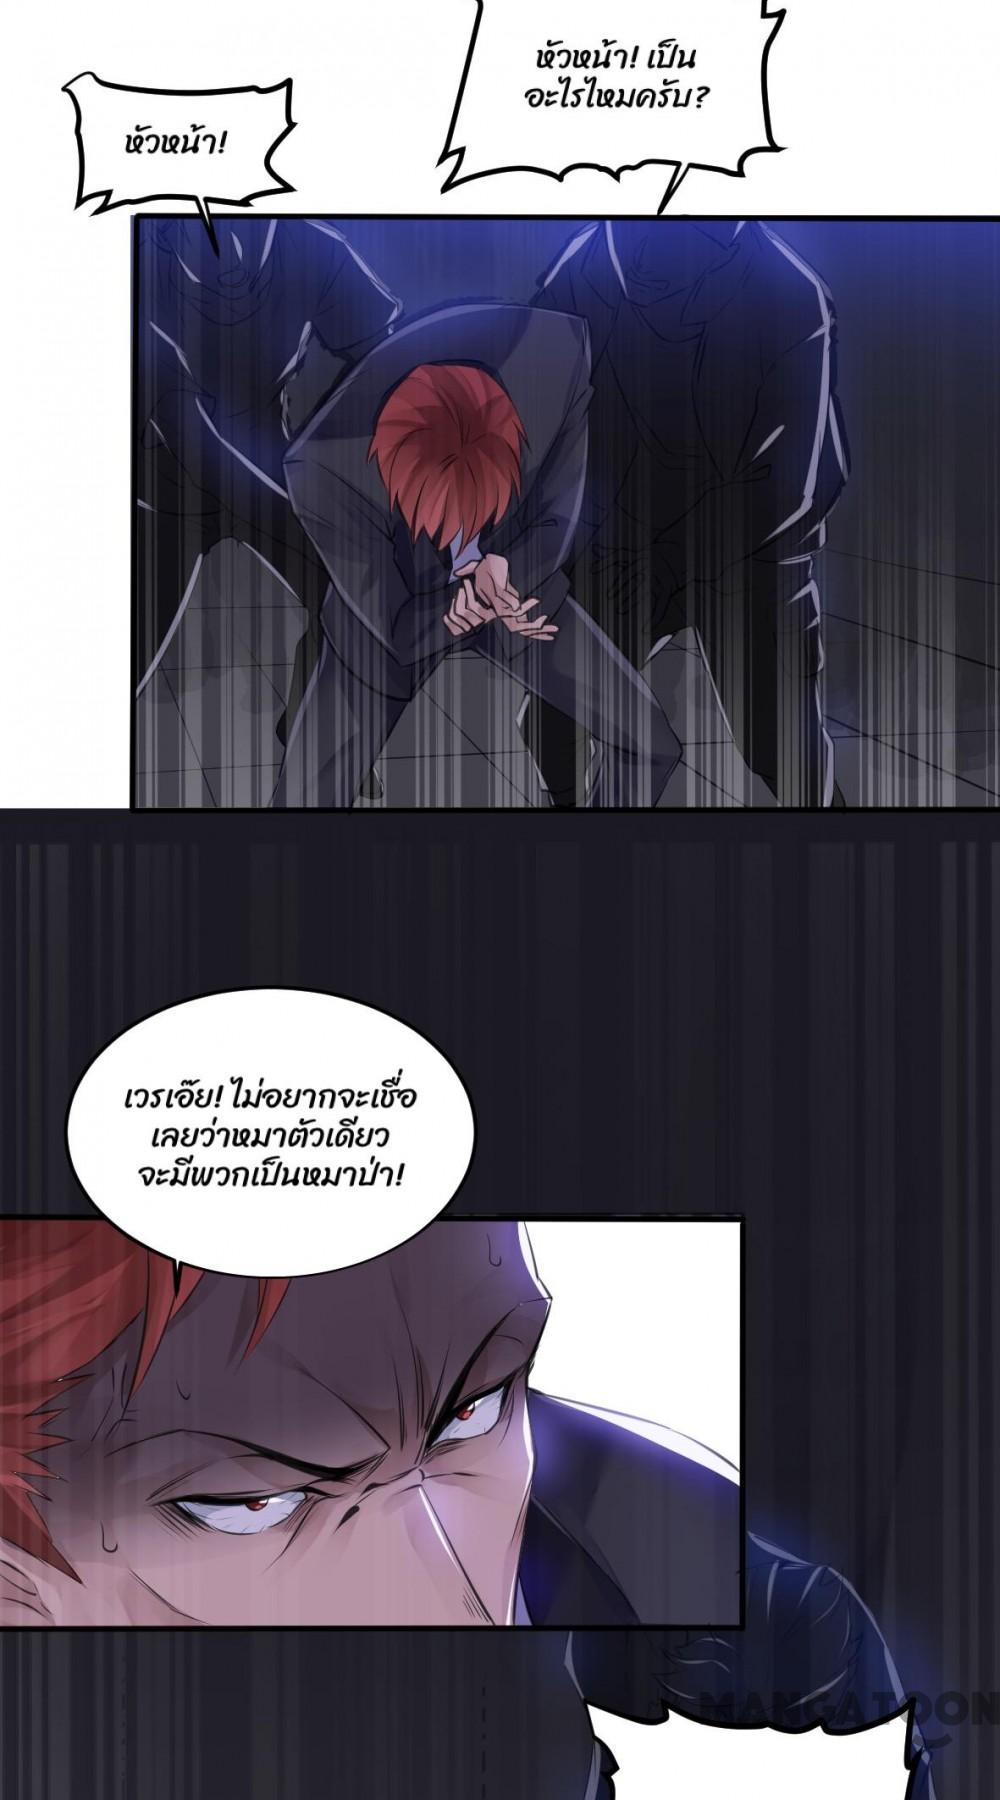 หัวหน้า! เป็น
อะไรไหมครับ?
หัวหน้า!
เวรเอ๊ย! ไม่อยากจะเชื่อ
เลยว่าหมาตัวเดียว
จะมีพวกเป็นหมาป่า!
MANGATOON